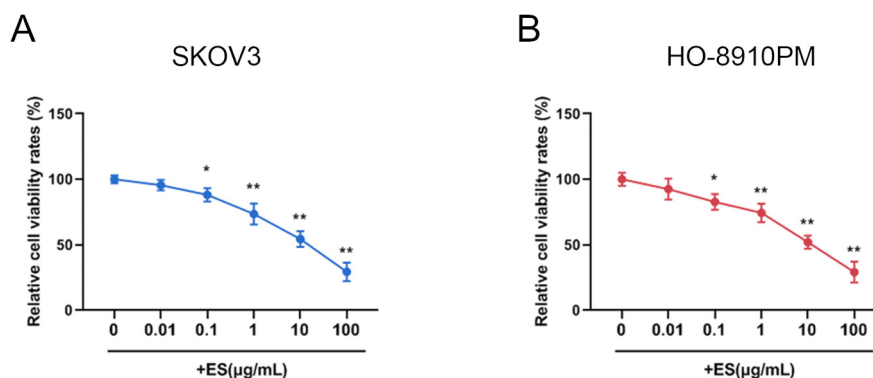 A
SKOV3
Relative cell viability rates (%)
150
100
50
0
*
**
**
**
0 0.01 0.1 1 10 100
+ES(μg/mL)
B
HO-8910PM
Relative cell viability rates (%)
150
100
50
0
*
**
**
**
0 0.01 0.1 1 10 100
+ES(μg/mL)